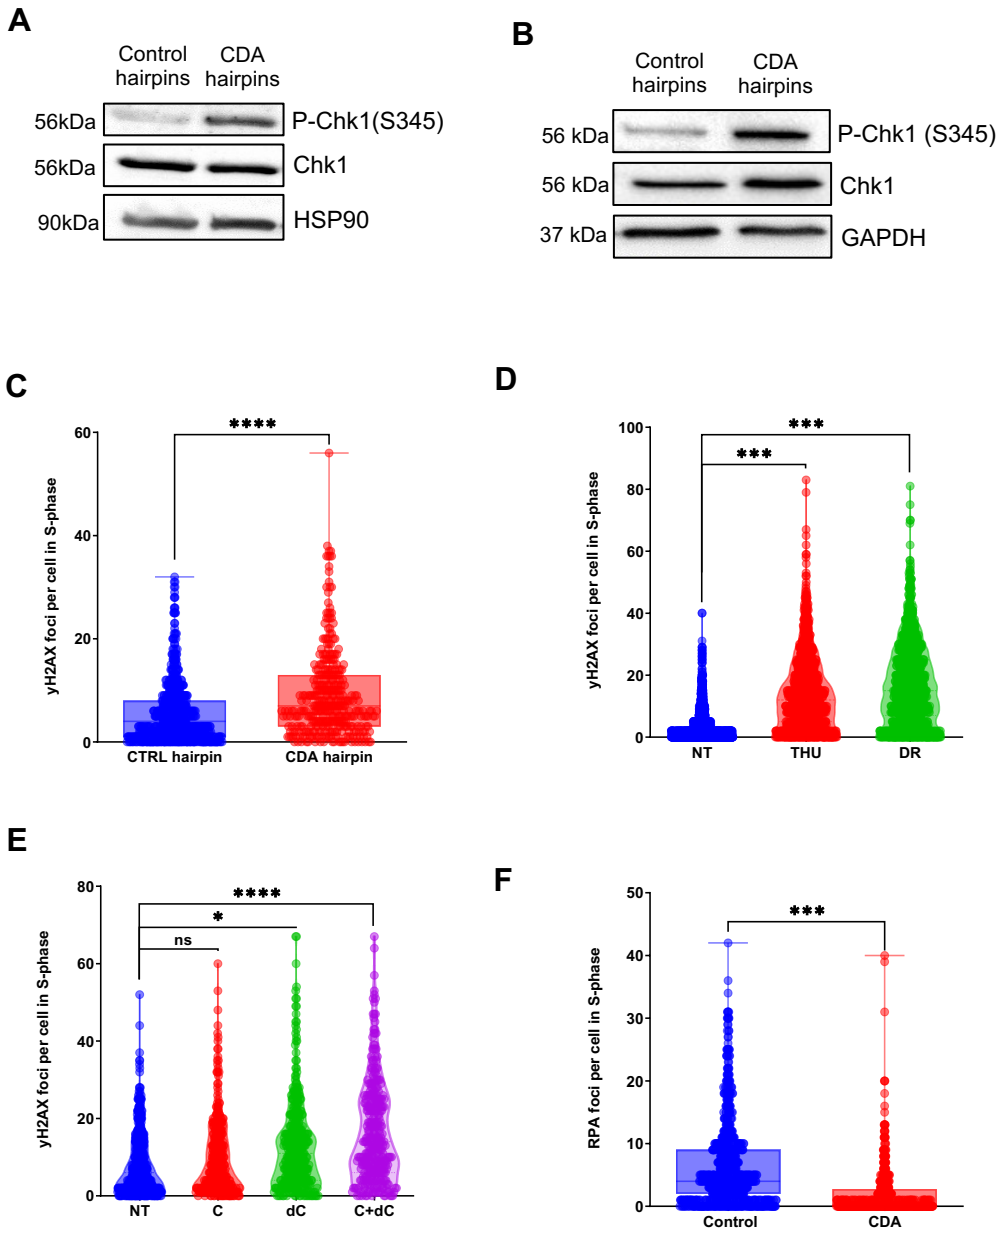 A
Control hairpins
CDA hairpins
56kDa
P-Chk1(S345)
56kDa
Chk1
90kDa
HSP90
B
Control hairpins
CDA hairpins
56 kDa
P-Chk1 (S345)
56 kDa
Chk1
37 kDa
GAPDH
C
yH2AX foci per cell in S-phase
60
40
20
0
****
CTRL hairpin
CDA hairpin
D
yH2AX foci per cell in S-phase
100
80
60
40
20
0
***
***
NT
THU
DR
E
yH2AX foci per cell in S-phase
80
60
40
20
0
****
*
ns
NT
C
dC
C+dC
F
RPA foci per cell in S-phase
50
40
30
20
10
0
***
Control
CDA